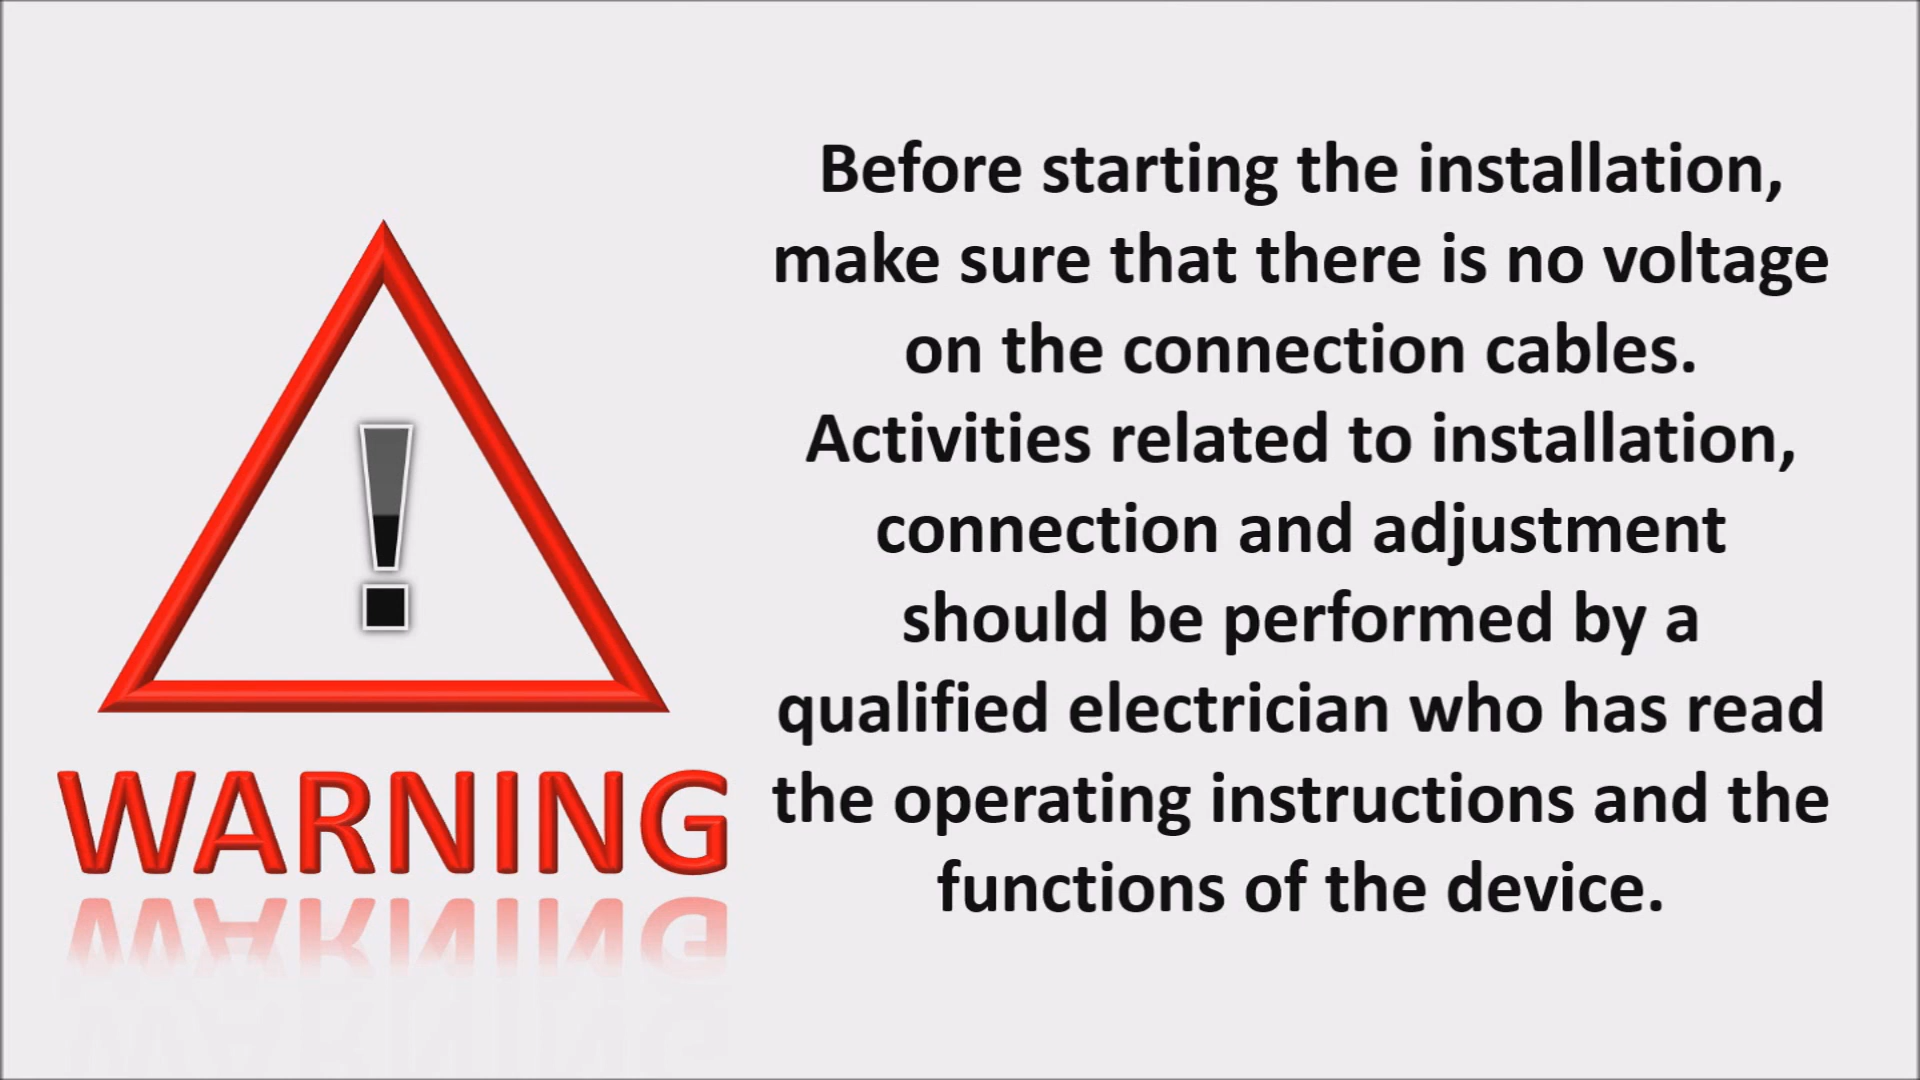 Before starting the installation,
make sure that there is no voltage
on the connection cables.
Activities related to installation,
connection and adjustment
should be performed by a
qualified electrician who has read
the operating instructions and the
functions of the device.
!
WARNING